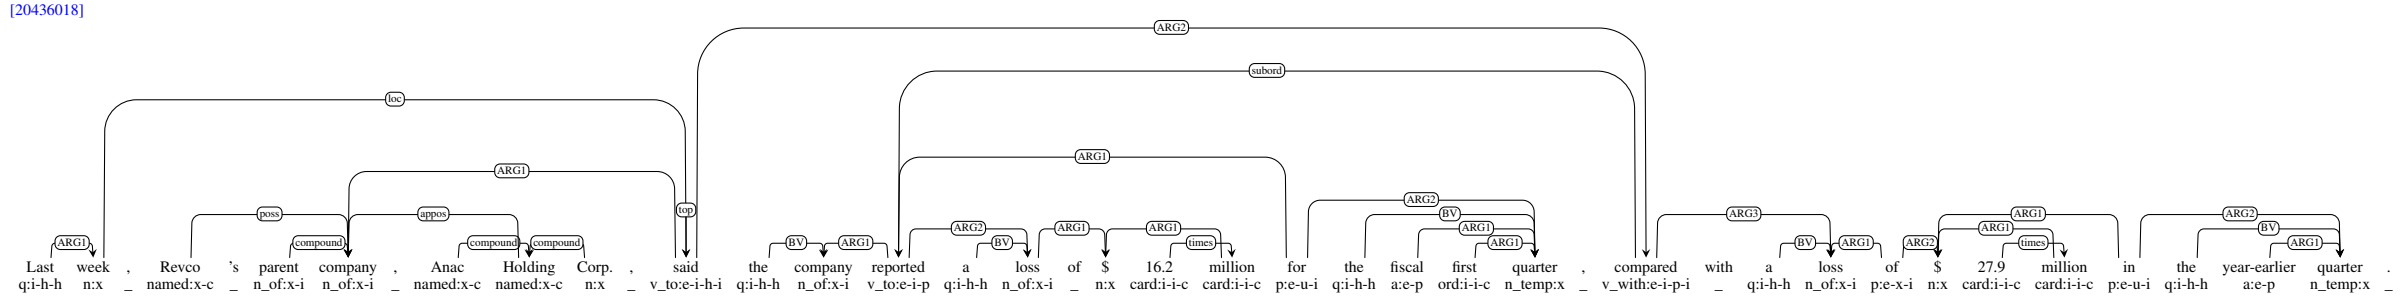 [20436018]
ARG2
subord
loc
ARG1
ARG1
ARG2
top poss appos BV ARG3 ARG1 ARG2
ARG2 ARG1 ARG1 ARG1 ARG1 BV
ARG1 compound compound compound BV ARG1 BV times ARG1 BV ARG1 ARG2 times ARG1
Last week , Revco 's parent company , Anac Holding Corp. , said the company reported a loss of $ 16.2 million for the fiscal first quarter , compared with a loss of $ 27.9 million in the year-earlier quarter .
q:i-h-h n:x _ named:x-c _ n_of:x-i n_of:x-i _ named:x-c named:x-c n:x _ v_to:e-i-h-i q:i-h-h n_of:x-i v_to:e-i-p q:i-h-h n_of:x-i _ n:x card:i-i-c card:i-i-c p:e-u-i q:i-h-h a:e-p ord:i-i-c n_temp:x _ v_with:e-i-p-i _ q:i-h-h n_of:x-i p:e-x-i n:x card:i-i-c card:i-i-c p:e-u-i q:i-h-h a:e-p n_temp:x _